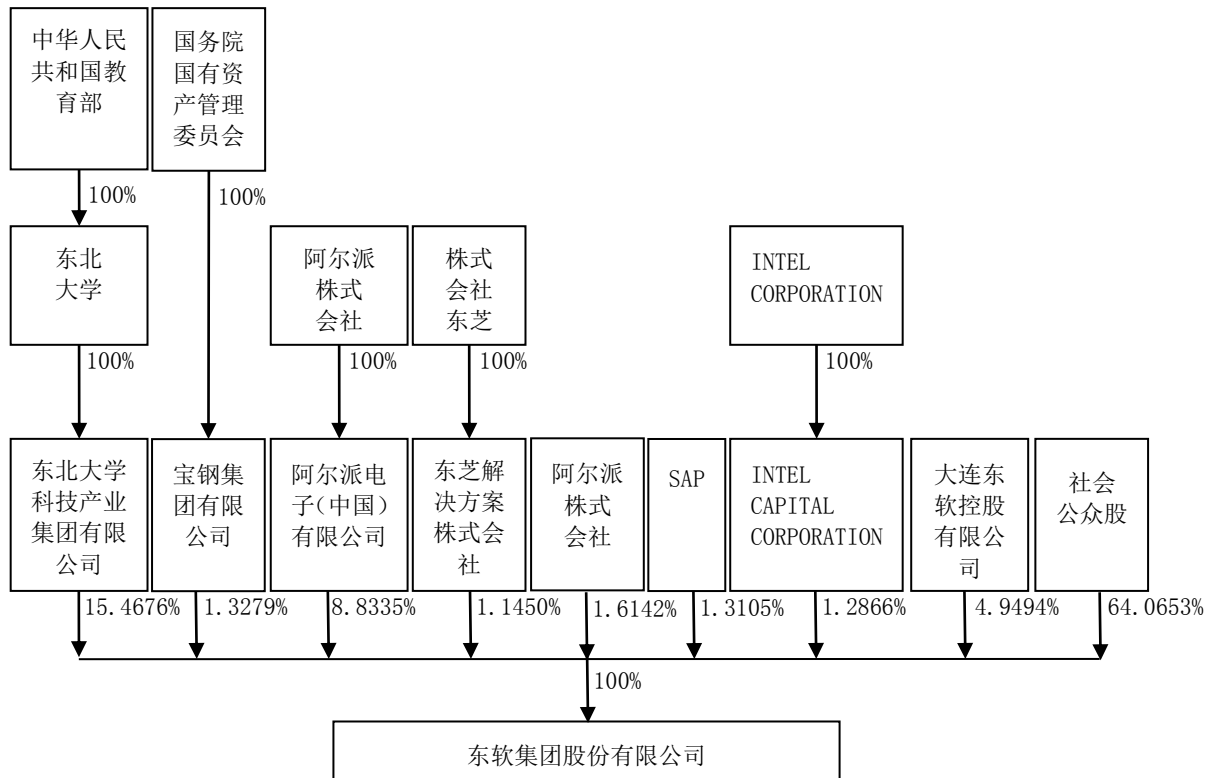 中华人民
共和国教
育部
国务院
国有资
产管理
委员会
100%
100%
东北
大学
阿尔派
株式
会社
株式
会社
东芝
INTEL
CORPORATION
100%
100%
100%
100%
东北大学
科技产业
集团有限
公司
宝钢集
团有限
公司
阿尔派电
子(中国)
有限公司
东芝解
决方案
株式会
社
阿尔派
株式
会社
SAP
INTEL
CAPITAL
CORPORATION
大连东
软控股
有限公
司
社会
公众股
15.4676%
1.3279%
8.8335%
1.1450%
1.6142%
1.3105%
1.2866%
4.9494%
64.0653%
100%
东软集团股份有限公司